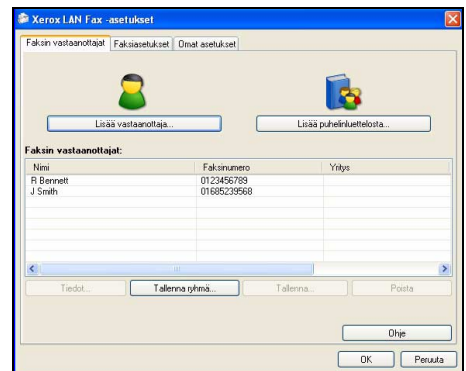 Xerox LAN Fax -asetukset
Faksin vastaanottajat Faksiasetukset Omat asetukset
Lisää vastaanottaja... Lisää puhelinluettelosta...
Faksin vastaanottajat:
Nimi Faksinumero Yritys
R Bennett 0123456789
J Smith 01685239568
Tiedot... Tallenna ryhmä... Tallenna... Poista
Ohje
OK Peruuta